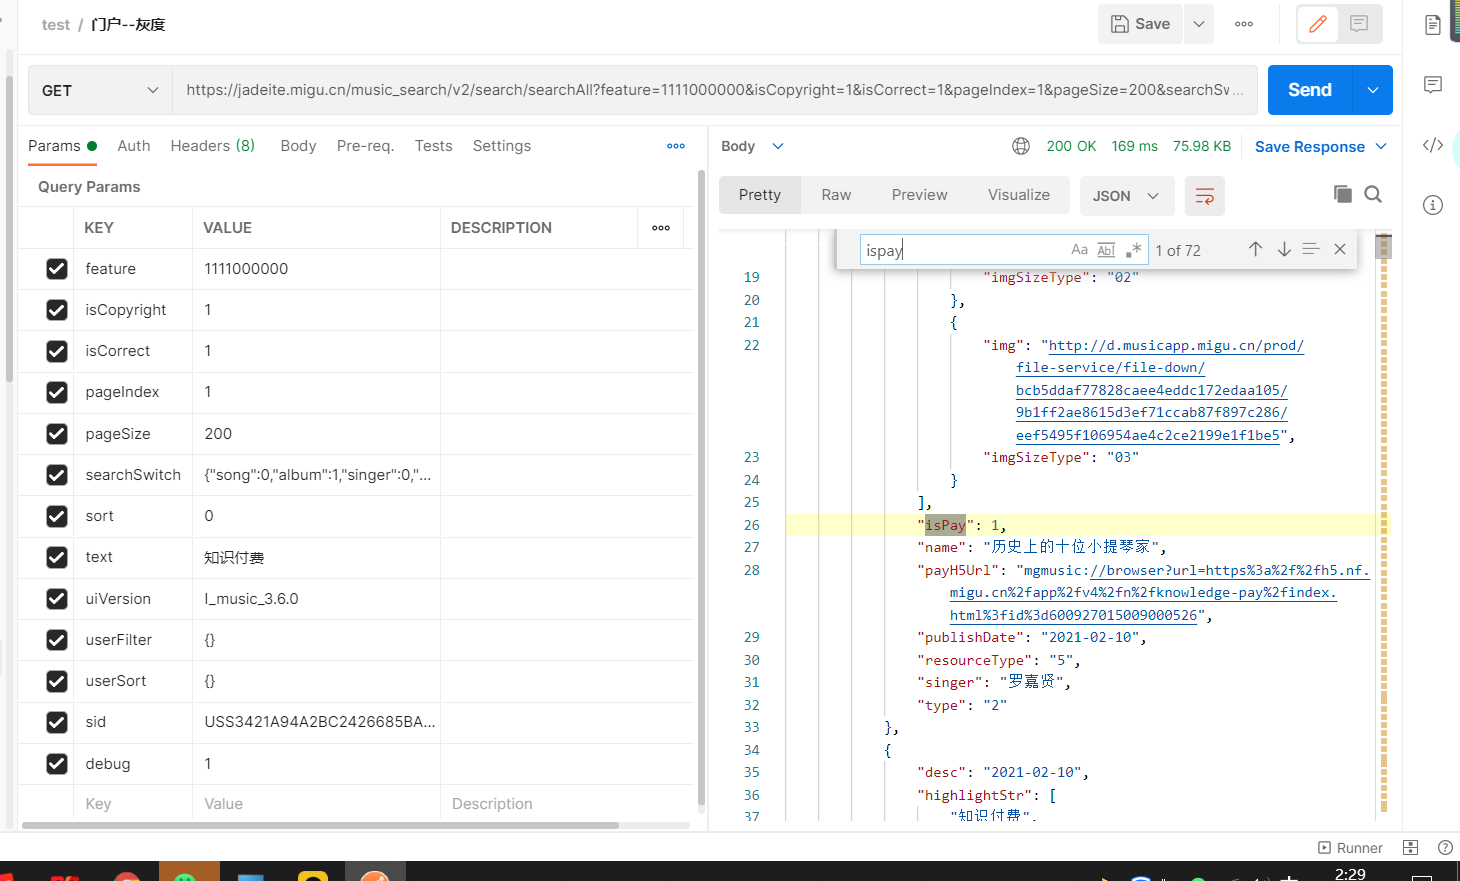 test / 门户--灰度
Save
GET
https://jadeite.migu.cn/music_search/v2/search/searchAll?feature=1111000000&isCopyright=1&isCorrect=1&pageIndex=1&pageSize=200&searchSw...
Send
Params Auth Headers (8) Body Pre-req. Tests Settings
Query Params
KEY VALUE DESCRIPTION
feature 1111000000
isCopyright 1
isCorrect 1
pageIndex 1
pageSize 200
searchSwitch {"song":0,"album":1,"singer":0,"...
sort 0
text 知识付费
uiVersion I_music_3.6.0
userFilter {}
userSort {}
sid USS3421A94A2BC2426685BA...
debug 1
Key Value Description
Body 200 OK 169 ms 75.98 KB Save Response
Pretty Raw Preview Visualize JSON
ispay Aa Abl .* 1 of 72
19 "imgSizeType": "02"
20 },
21 {
22 "img": "http://d.musicapp.migu.cn/prod/
file-service/file-down/
bcb5ddaf77828caee4eddc172edaa105/
9b1ff2ae8615d3ef71ccab87f897c286/
eef5495f106954ae4c2ce2199e1f1be5",
23 "imgSizeType": "03"
24 }
25 ],
26 "isPay": 1,
27 "name": "历史上的十位小提琴家",
28 "payH5Url": "mgmusic://browser?url=https%3a%2f%2fh5.nf.
migu.cn%2fapp%2fv4%2fn%2fknowledge-pay%2findex.
html%3fid%3d600927015009000526",
29 "publishDate": "2021-02-10",
30 "resourceType": "5",
31 "singer": "罗嘉贤",
32 "type": "2"
33 },
34 {
35 "desc": "2021-02-10",
36 "highlightStr": [
37 "知识付费",
Runner
2:29